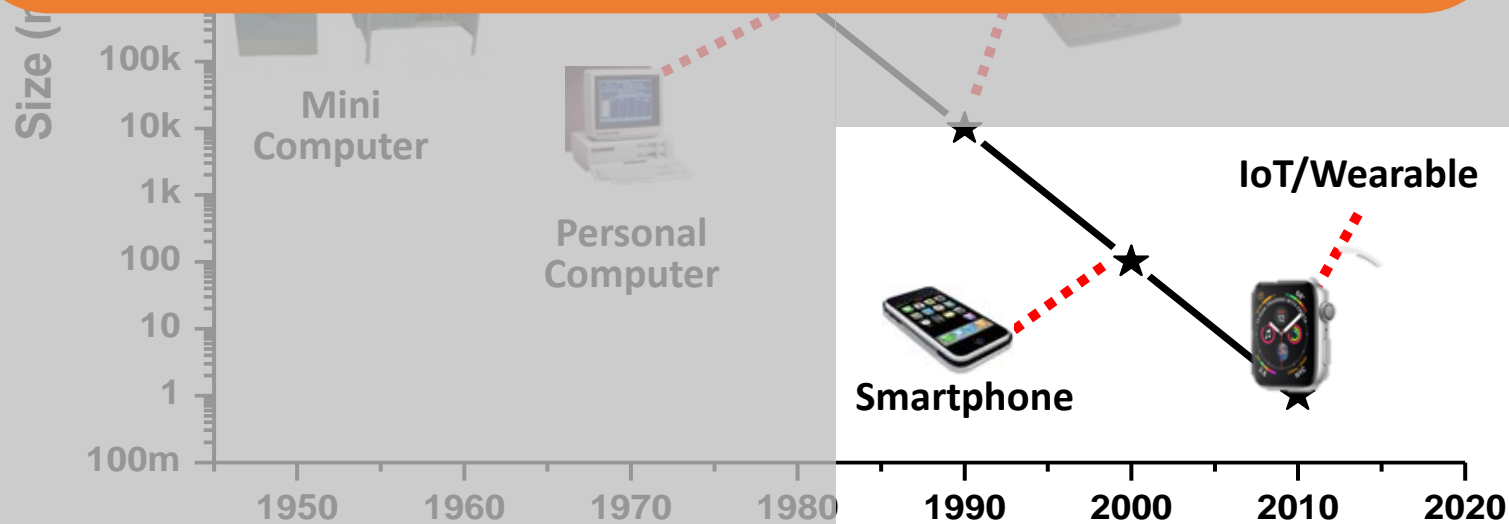 Size (
100k
10k
1k
100
10
1
100m
Mini
Computer
Personal
Computer
Smartphone
IoT/Wearable
1950
1960
1970
1980
1990
2000
2010
2020